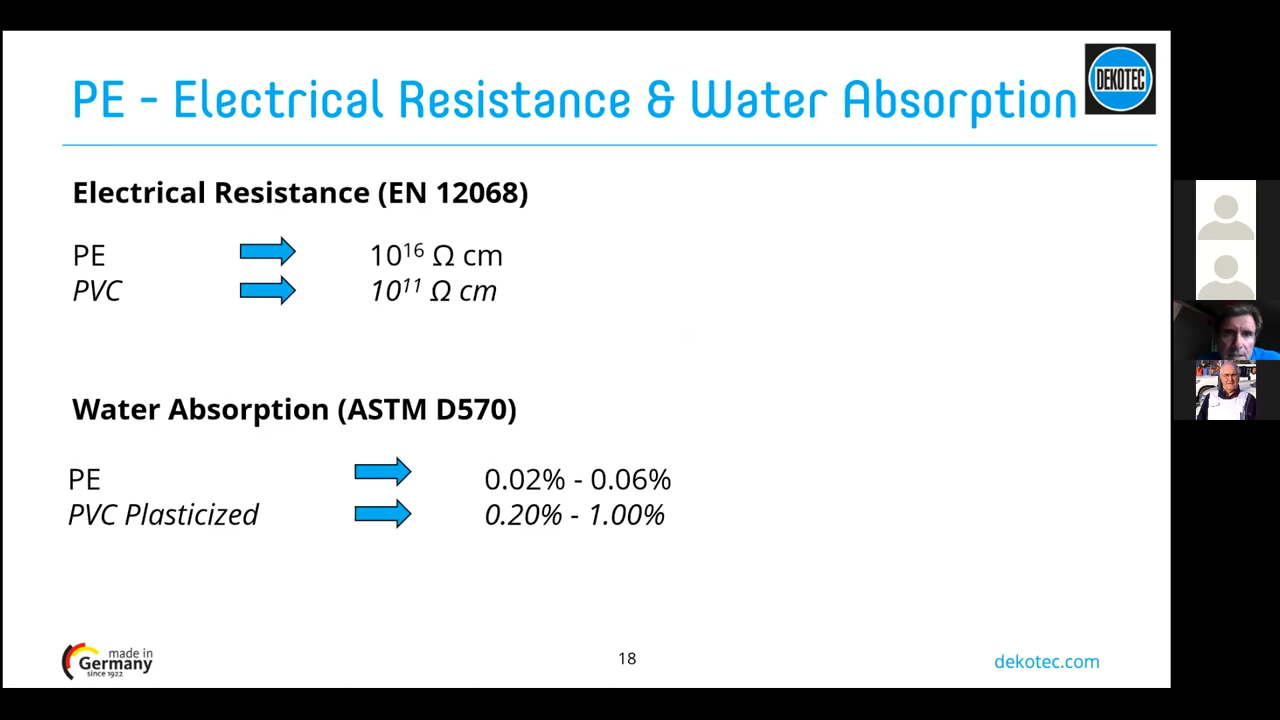 PE - Electrical Resistance & Water Absorption
DEKOTEC
Electrical Resistance (EN 12068)
PE 10¹⁶ Ω cm
PVC 10¹¹ Ω cm
Water Absorption (ASTM D570)
PE 0.02% - 0.06%
PVC Plasticized 0.20% - 1.00%
made in
Germany
since 1922
18
dekotec.com